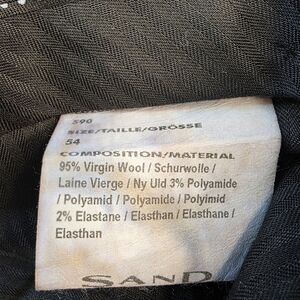 590
SIZE/TAILLE/GRÖSSE
54
COMPOSITION/MATERIAL
95% Virgin Wool / Schurwolle /
Laine Vierge / Ny Uld 3% Polyamide
/ Polyamid / Polyamide / Polyimid
2% Elastane / Elasthan / Elasthane /
Elasthan
SAND